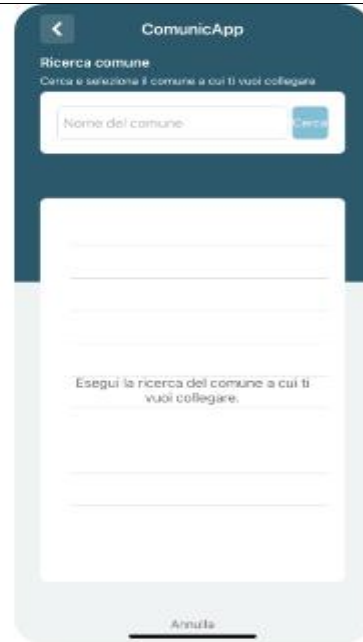 ComunicApp
Ricerca comune
Cerca e seleziona il comune a cui ti vuoi collegare
Nome del comune
Cerca
Esegui la ricerca del comune a cui ti
vuoi collegare.
Annulla